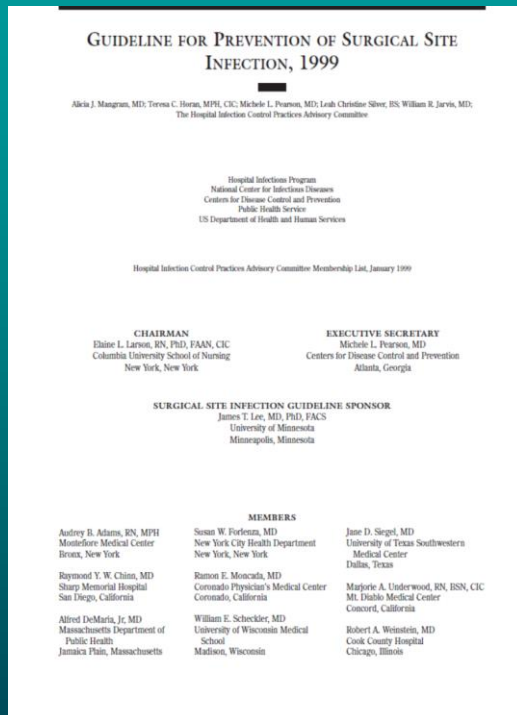 GUIDELINE FOR PREVENTION OF SURGICAL SITE
INFECTION, 1999
Alicia J. Mangram, MD; Teresa C. Horan, MPH, CIC; Michele L. Pearson, MD; Leah Christine Silver, BS; William R. Jarvis, MD;
The Hospital Infection Control Practices Advisory Committee
Hospital Infections Program
National Center for Infectious Diseases
Centers for Disease Control and Prevention
Public Health Service
US Department of Health and Human Services
Hospital Infection Control Practices Advisory Committee Membership List, January 1999
CHAIRMAN
Elaine L. Larson, RN, PhD, FAAN, CIC
Columbia University School of Nursing
New York, New York
EXECUTIVE SECRETARY
Michele L. Pearson, MD
Centers for Disease Control and Prevention
Atlanta, Georgia
SURGICAL SITE INFECTION GUIDELINE SPONSOR
James T. Lee, MD, PhD, FACS
University of Minnesota
Minneapolis, Minnesota
MEMBERS
Audrey B. Adams, RN, MPH
Montefiore Medical Center
Bronx, New York
Raymond Y. W. Chinn, MD
Sharp Memorial Hospital
San Diego, California
Alfred DeMaria, Jr, MD
Massachusetts Department of
Public Health
Jamaica Plain, Massachusetts
Susan W. Forlenza, MD
New York City Health Department
New York, New York
Ramon E. Moncada, MD
Coronado Physician's Medical Center
Coronado, California
William E. Scheckler, MD
University of Wisconsin Medical
School
Madison, Wisconsin
Jane D. Siegel, MD
University of Texas Southwestern
Medical Center
Dallas, Texas
Marjorie A. Underwood, RN, BSN, CIC
Mt. Diablo Medical Center
Concord, California
Robert A. Weinstein, MD
Cook County Hospital
Chicago, Illinois